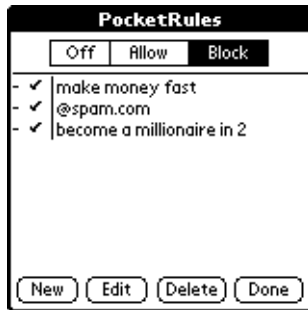 PocketRules
Off Allow Block
- ✔ make money fast
- ✔ @spam.com
- ✔ become a millionaire in 2
New Edit Delete Done